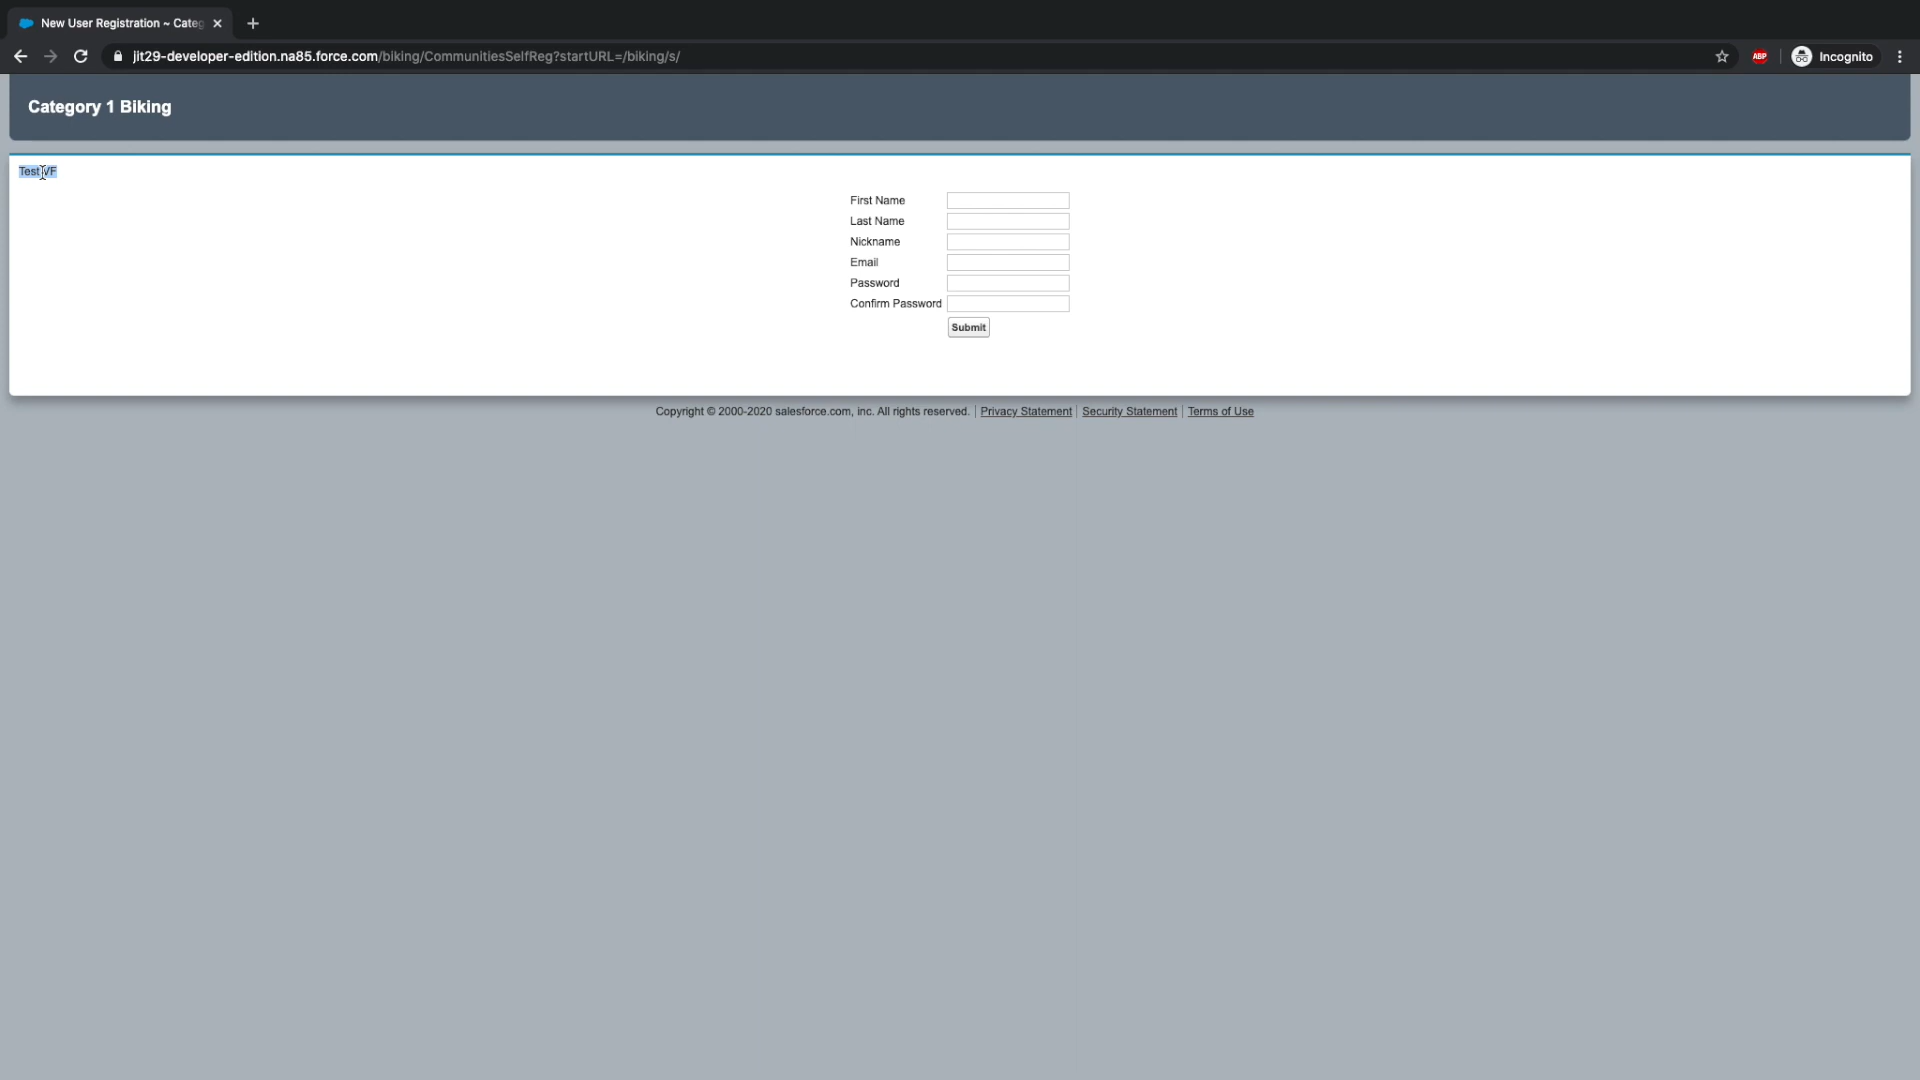 New User Registration ~ Categ
jit29-developer-edition.na85.force.com/biking/CommunitiesSelfReg?startURL=/biking/s/
ABP
Incognito
Category 1 Biking
Test VF
First Name
Last Name
Nickname
Email
Password
Confirm Password
Submit
Copyright © 2000-2020 salesforce.com, inc. All rights reserved. | Privacy Statement | Security Statement | Terms of Use